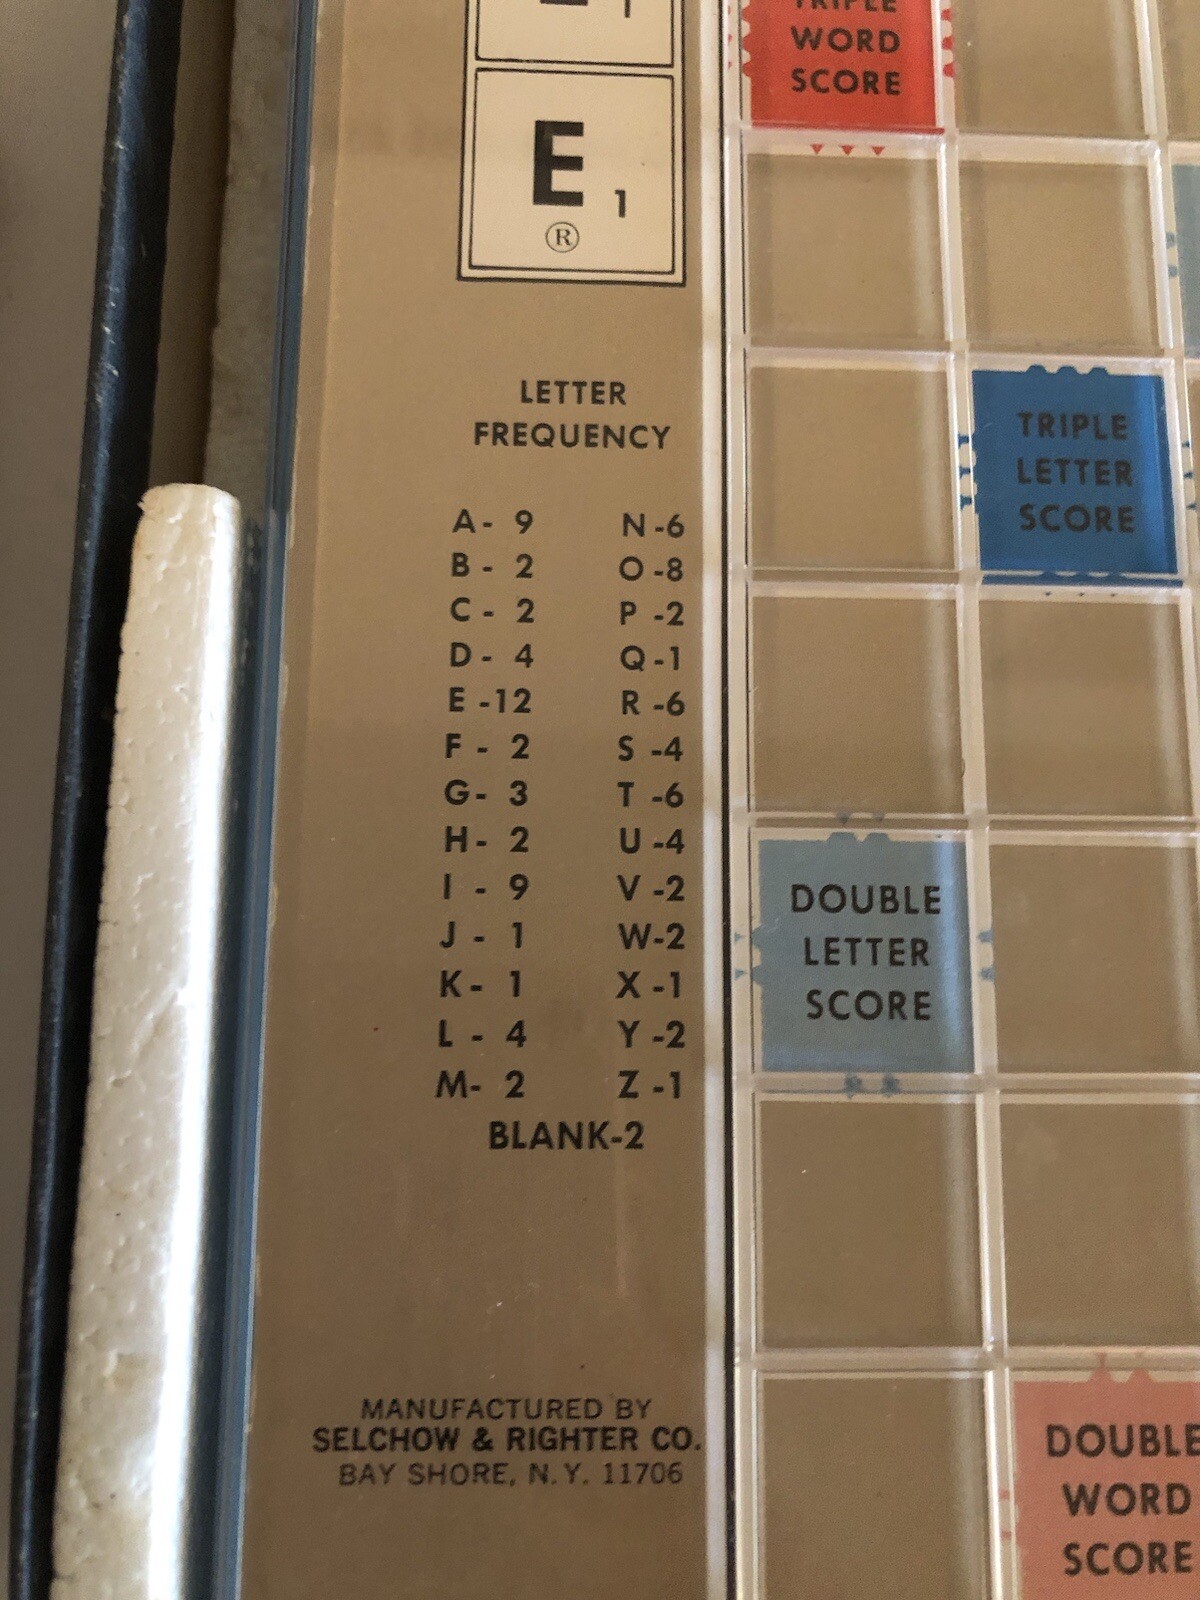 1
TRIPLE
WORD
SCORE
E 1
®
LETTER
FREQUENCY
A - 9 N - 6
B - 2 O - 8
C - 2 P - 2
D - 4 Q - 1
E - 12 R - 6
F - 2 S - 4
G - 3 T - 6
H - 2 U - 4
I - 9 V - 2
J - 1 W - 2
K - 1 X - 1
L - 4 Y - 2
M - 2 Z - 1
BLANK-2
MANUFACTURED BY
SELCHOW & RIGHTER CO.
BAY SHORE, N.Y. 11706
TRIPLE
LETTER
SCORE
DOUBLE
LETTER
SCORE
DOUBLE
WORD
SCORE